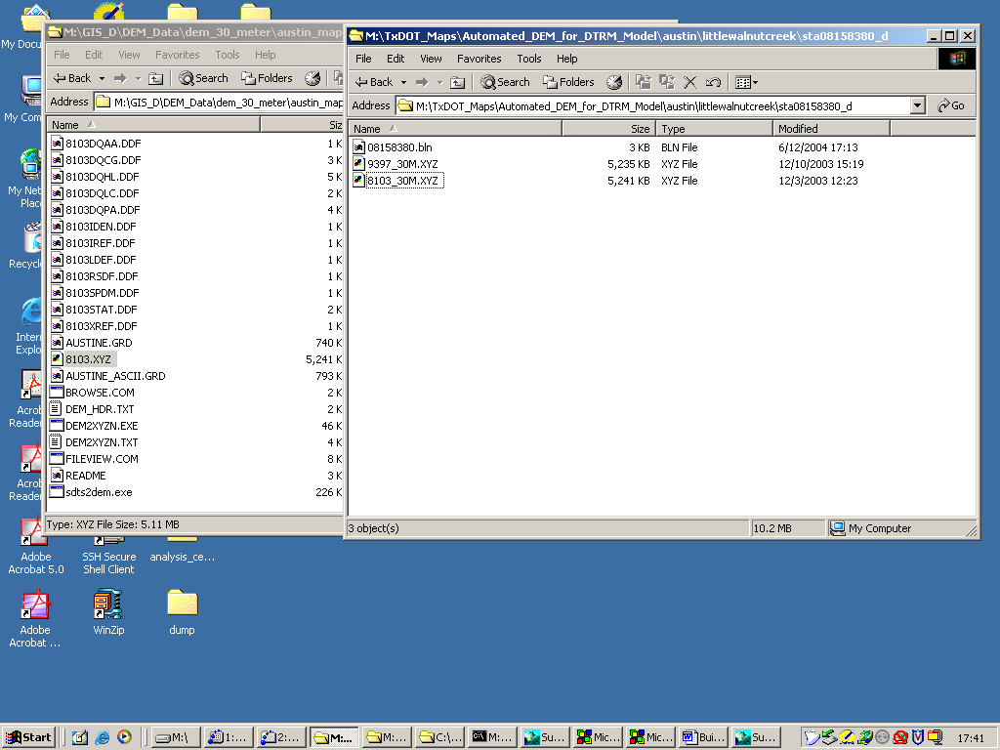 M:\GIS_D\DEM_Data\dem_30_meter\austin_map
File Edit View Favorites Tools Help
Back Search Folders
Address M:\GIS_D\DEM_Data\dem_30_meter\austin_map
Name Siz
8103DQAA.DDF 1 K
8103DQCG.DDF 3 K
8103DQHL.DDF 5 K
8103DQLC.DDF 2 K
8103DQPA.DDF 4 K
8103IDEN.DDF 1 K
8103IREF.DDF 1 K
8103LDEF.DDF 1 K
8103RSDF.DDF 1 K
8103SPDM.DDF 1 K
8103STAT.DDF 2 K
8103XREF.DDF 1 K
AUSTINE.GRD 740 K
8103.XYZ 5,241 K
AUSTINE_ASCII.GRD 793 K
BROWSE.COM 2 K
DEM_HDR.TXT 2 K
DEM2XYZN.EXE 46 K
DEM2XYZN.TXT 4 K
FILEVIEW.COM 8 K
README 3 K
sdts2dem.exe 226 K
Type: XYZ File Size: 5.11 MB
M:\TxDOT_Maps\Automated_DEM_for_DTRM_Model\austin\littlewalnutcreek\sta08158380_d
File Edit View Favorites Tools Help
Back Search Folders
Address M:\TxDOT_Maps\Automated_DEM_for_DTRM_Model\austin\littlewalnutcreek\sta08158380_d Go
Name Size Type Modified
08158380.bln 3 KB BLN File 6/12/2004 17:13
9397_30M.XYZ 5,235 KB XYZ File 12/10/2003 15:19
8103_30M.XYZ 5,241 KB XYZ File 12/3/2003 12:23
3 object(s) 10.2 MB My Computer
My Docu
My Com
My Net
Place
Recycl
Intern
Explo
Acrob
Reader
Acrob
Reader
Adobe
Acrobat 5.0
SSH Secure
Shell Client
analysis_ce...
Adobe
Acrobat ...
WinZip
dump
Start M:\ 1:... 2:... M:... M:... C:\... M:... Su... Mic... Mic... Bui... Su... 17:41